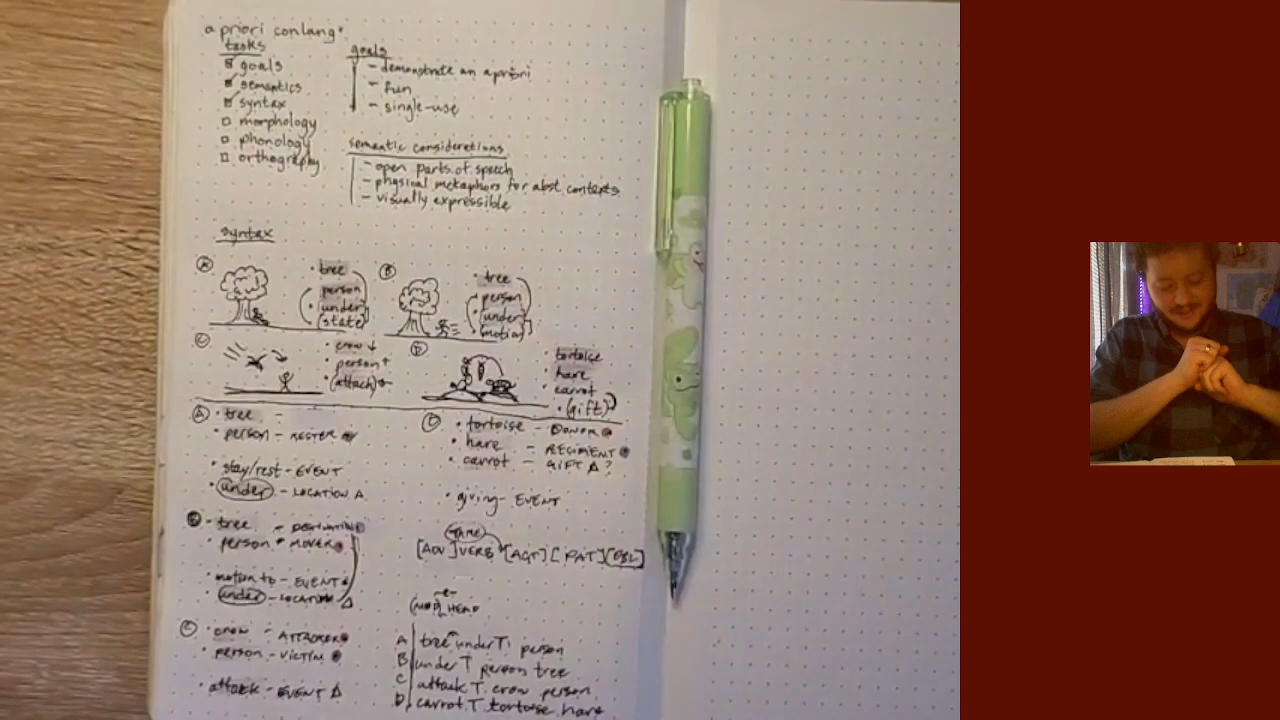 a priori conlang
tasks
goals
semantics
syntax
morphology
phonology
orthography
goals
- demonstrate an apriori
- fun
- single-use
semantic considerations
- open parts of speech
- physical metaphors for abst. contexts
- visually expressible
syntax
A
tree
person
under
(state)
B
tree
person
(under
motion)
C
crow ↓
person ↑
(attack)
D
tortoise
hare
carrot
(gift)
A • tree -
• person -
• stay/rest - EVENT
• under - LOCATION Δ
B • tree -
• person • MOVER
• motion to - EVENT
• under - LOCATION Δ
C • crow - ATTACKER
• person - VICTIM
• attack - EVENT Δ
D • tortoise - DONOR
• hare -
• carrot - GIFT Δ ?
• giving - EVENT
[ADV] VERB [AGT] [PAT] [OBL]
-e-
HEAD
A tree under T person
B under T person tree
C attack T crow person
D carrot T tortoise hare